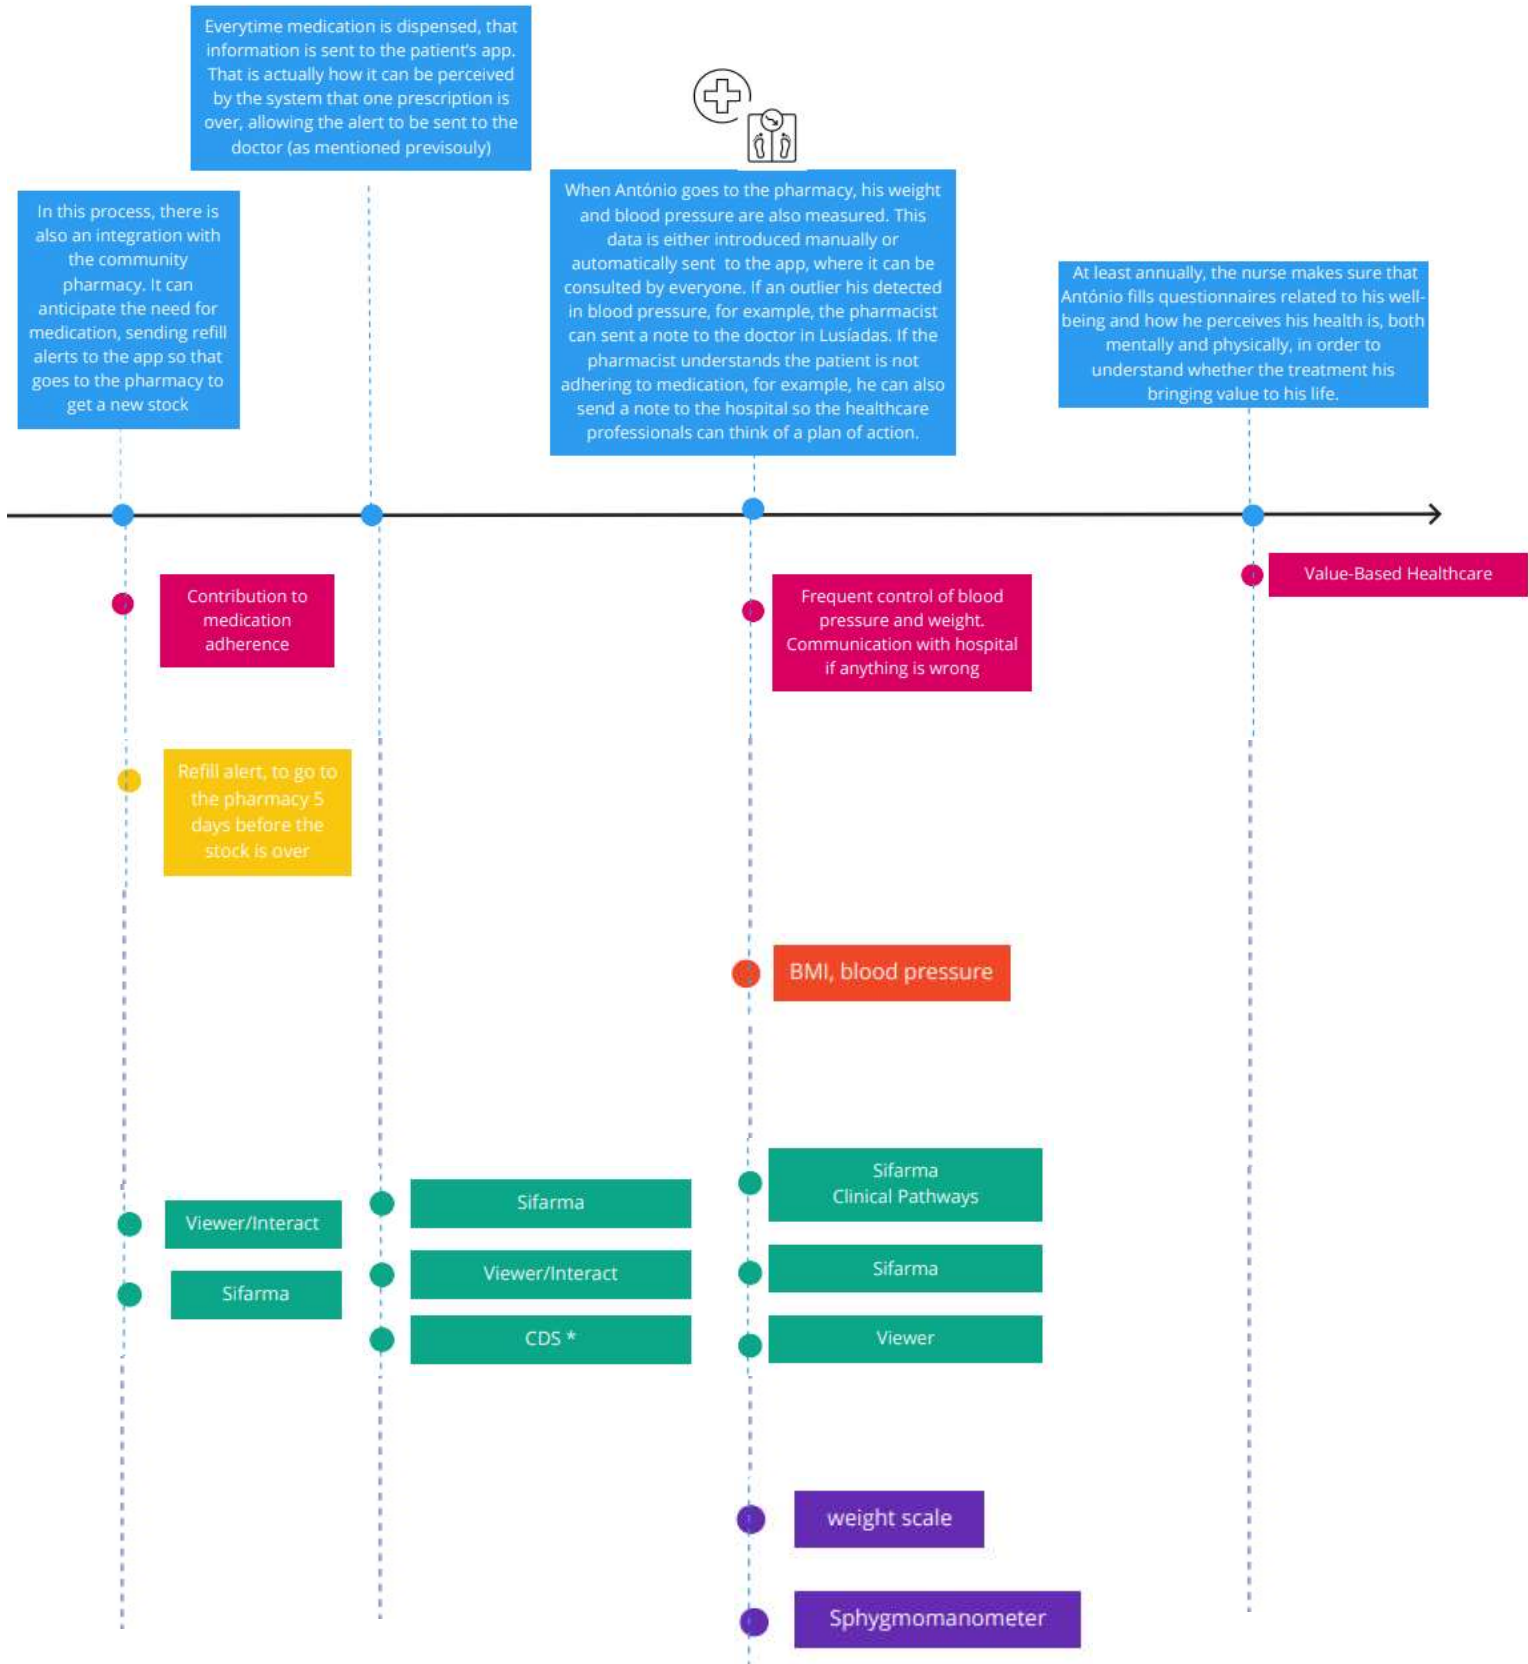 Everytime medication is dispensed, that
information is sent to the patient's app.
That is actually how it can be perceived
by the system that one prescription is
over, allowing the alert to be sent to the
doctor (as mentioned previsouly)
In this process, there is
also an integration with
the community
pharmacy. It can
anticipate the need for
medication, sending refill
alerts to the app so that
goes to the pharmacy to
get a new stock
When António goes to the pharmacy, his weight
and blood pressure are also measured. This
data is either introduced manually or
automatically sent to the app, where it can be
consulted by everyone. If an outlier his detected
in blood pressure, for example, the pharmacist
can sent a note to the doctor in Lusíadas. If the
pharmacist understands the patient is not
adhering to medication, for example, he can also
send a note to the hospital so the healthcare
professionals can think of a plan of action.
At least annually, the nurse makes sure that
António fills questionnaires related to his well-
being and how he perceives his health is, both
mentally and physically, in order to
understand whether the treatment his
bringing value to his life.
Contribution to
medication
adherence
Frequent control of blood
pressure and weight.
Communication with hospital
if anything is wrong
Value-Based Healthcare
Refill alert, to go to
the pharmacy 5
days before the
stock is over
BMI, blood pressure
Viewer/Interact
Sifarma
Sifarma
Viewer/Interact
CDS *
Sifarma
Clinical Pathways
Sifarma
Viewer
weight scale
Sphygmomanometer